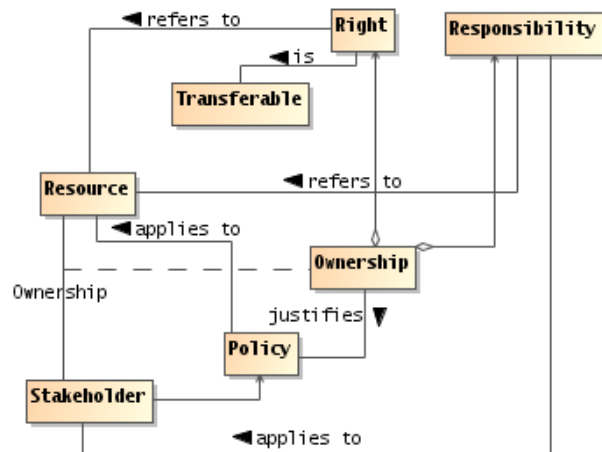 refers to
Right
Responsibility
is
Transferable
Resource
refers to
applies to
Ownership
Ownership
justifies
Policy
Stakeholder
applies to